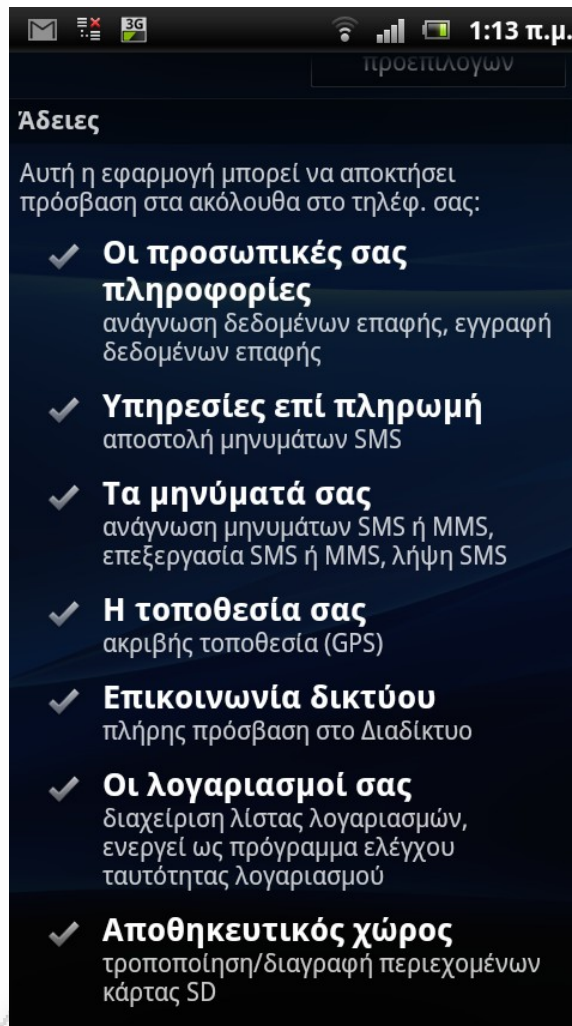 3G
1:13 π.μ.
προεπιλογών
Άδειες
Αυτή η εφαρμογή μπορεί να αποκτήσει
πρόσβαση στα ακόλουθα στο τηλέφ. σας:
Οι προσωπικές σας
πληροφορίες
ανάγνωση δεδομένων επαφής, εγγραφή
δεδομένων επαφής
Υπηρεσίες επί πληρωμή
αποστολή μηνυμάτων SMS
Τα μηνύματά σας
ανάγνωση μηνυμάτων SMS ή MMS,
επεξεργασία SMS ή MMS, λήψη SMS
Η τοποθεσία σας
ακριβής τοποθεσία (GPS)
Επικοινωνία δικτύου
πλήρης πρόσβαση στο Διαδίκτυο
Οι λογαριασμοί σας
διαχείριση λίστας λογαριασμών,
ενεργεί ως πρόγραμμα ελέγχου
ταυτότητας λογαριασμού
Αποθηκευτικός χώρος
τροποποίηση/διαγραφή περιεχομένων
κάρτας SD